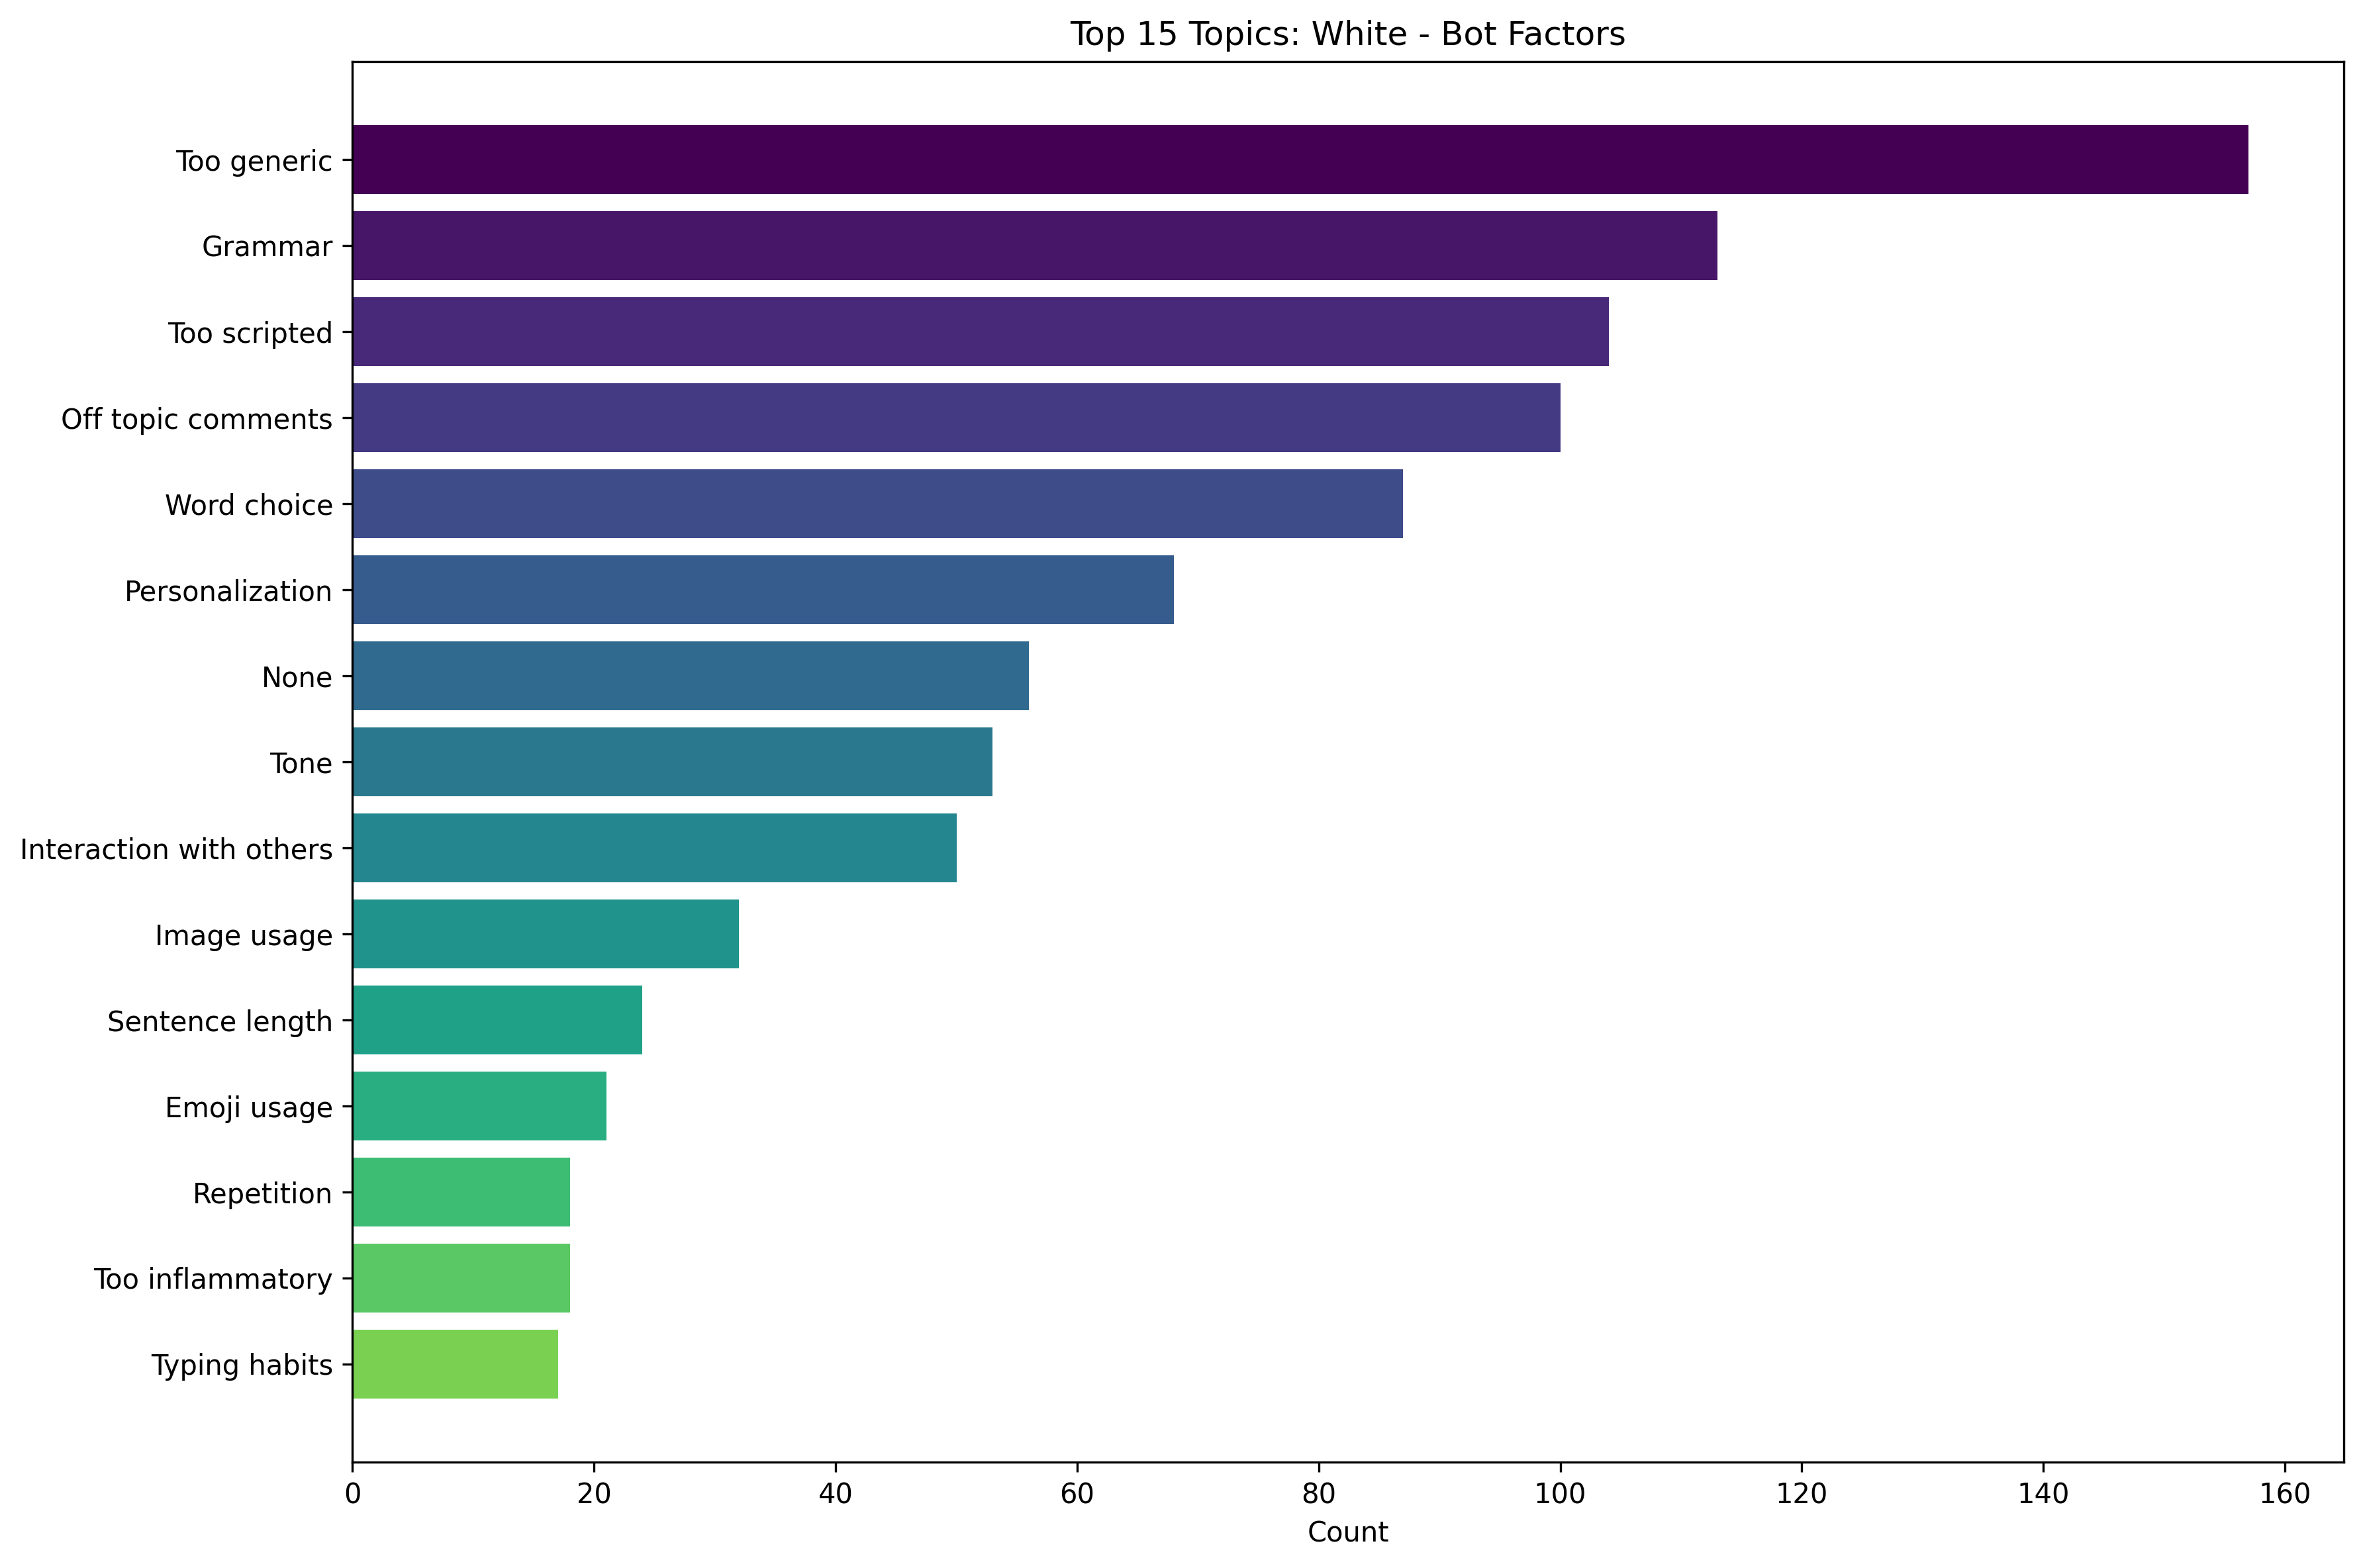 Top 15 Topics: White - Bot Factors
Too generic
Grammar
Too scripted
Off topic comments
Word choice
Personalization
None
Tone
Interaction with others
Image usage
Sentence length
Emoji usage
Repetition
Too inflammatory
Typing habits
0 20 40 60 80 100 120 140 160
Count